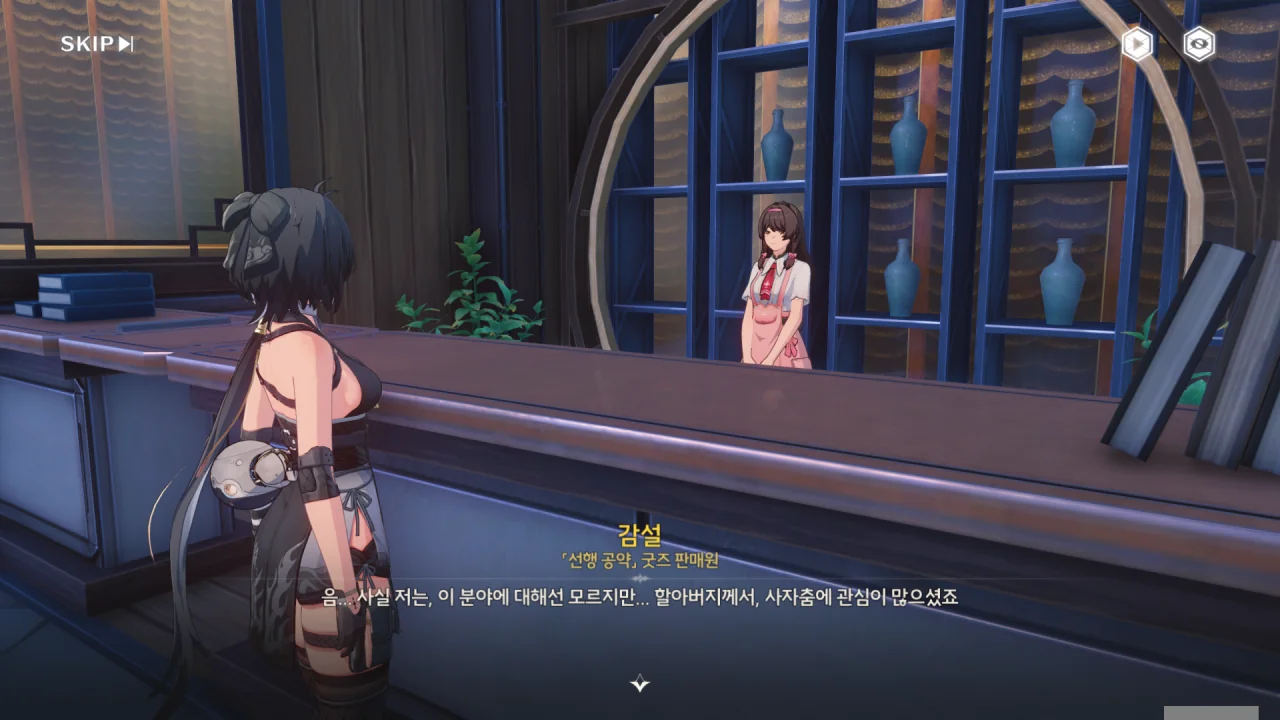 SKIP
감설
「선행 공약」 굿즈 판매원
음... 사실 저는, 이 분야에 대해선 모르지만... 할아버지께서, 사자춤에 관심이 많으셨죠